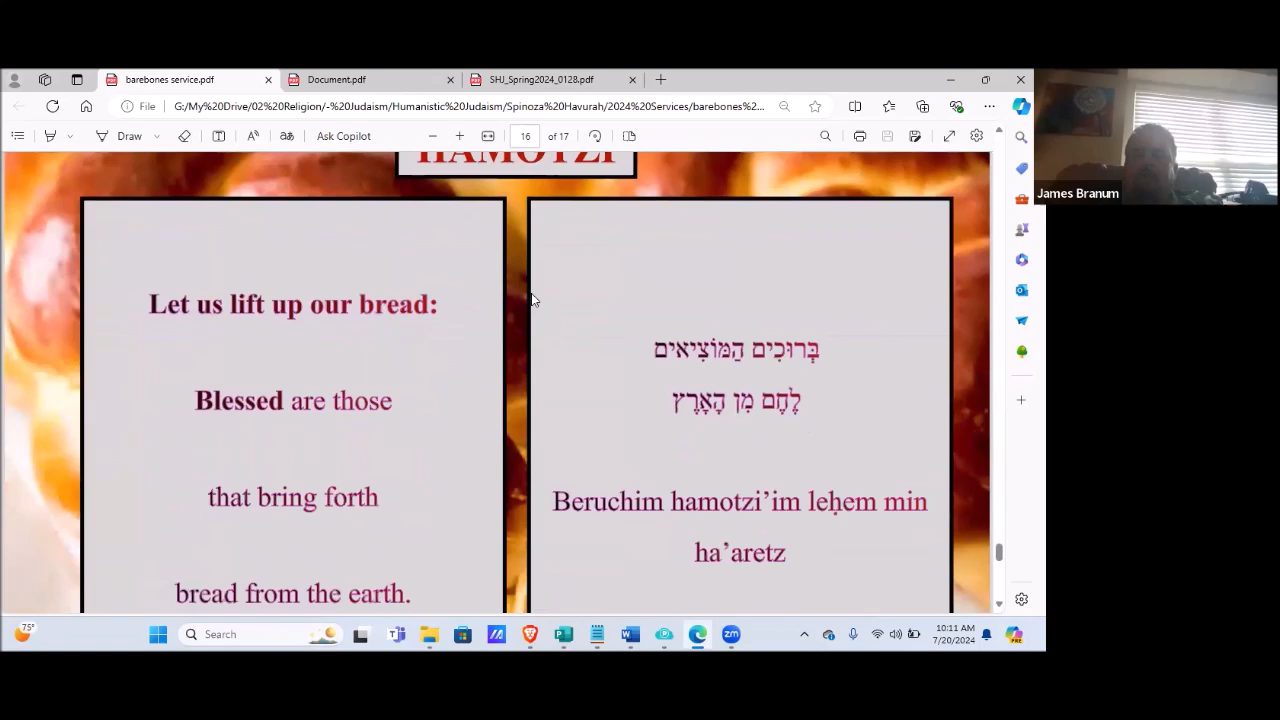 barebones service.pdf
Document.pdf
SHJ_Spring2024_0128.pdf
File
G:/My%20Drive/02%20Religion/-%20Judaism/Humanistic%20Judaism/Spinoza%20Havurah/2024%20Services/barebones%2...
Draw
Ask Copilot
16 of 17
James Branum
HAMOTZI
Let us lift up our bread:
Blessed are those
that bring forth
bread from the earth.
בְּרוּכִים הַמּוֹצִיאִים
לֶחֶם מִן הָאָרֶץ
Beruchim hamotzi’im leḥem min
ha’aretz
75°
Search
10:11 AM
7/20/2024